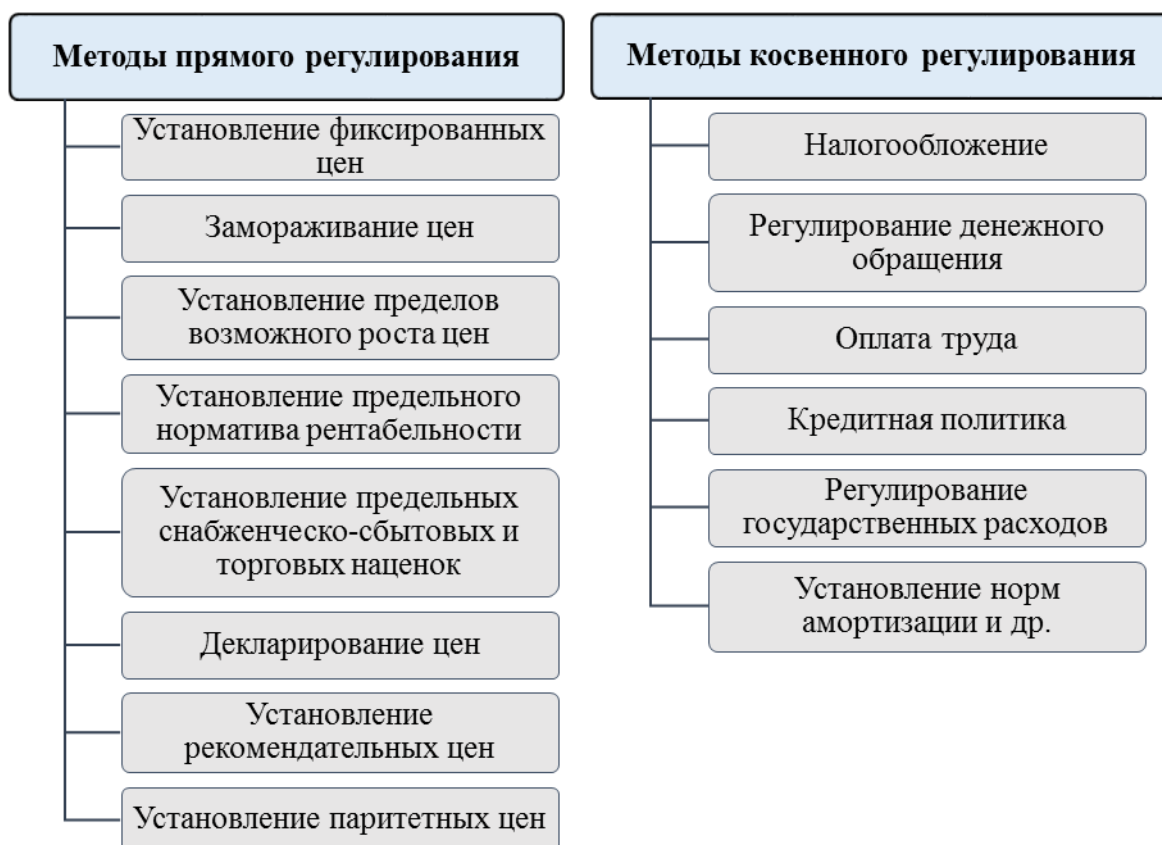 Методы прямого регулирования
Установление фиксированных
цен
Замораживание цен
Установление пределов
возможного роста цен
Установление предельного
норматива рентабельности
Установление предельных
снабженческо-сбытовых и
торговых наценок
Декларирование цен
Установление
рекомендательных цен
Установление паритетных цен
Методы косвенного регулирования
Налогообложение
Регулирование денежного
обращения
Оплата труда
Кредитная политика
Регулирование
государственных расходов
Установление норм
амортизации и др.